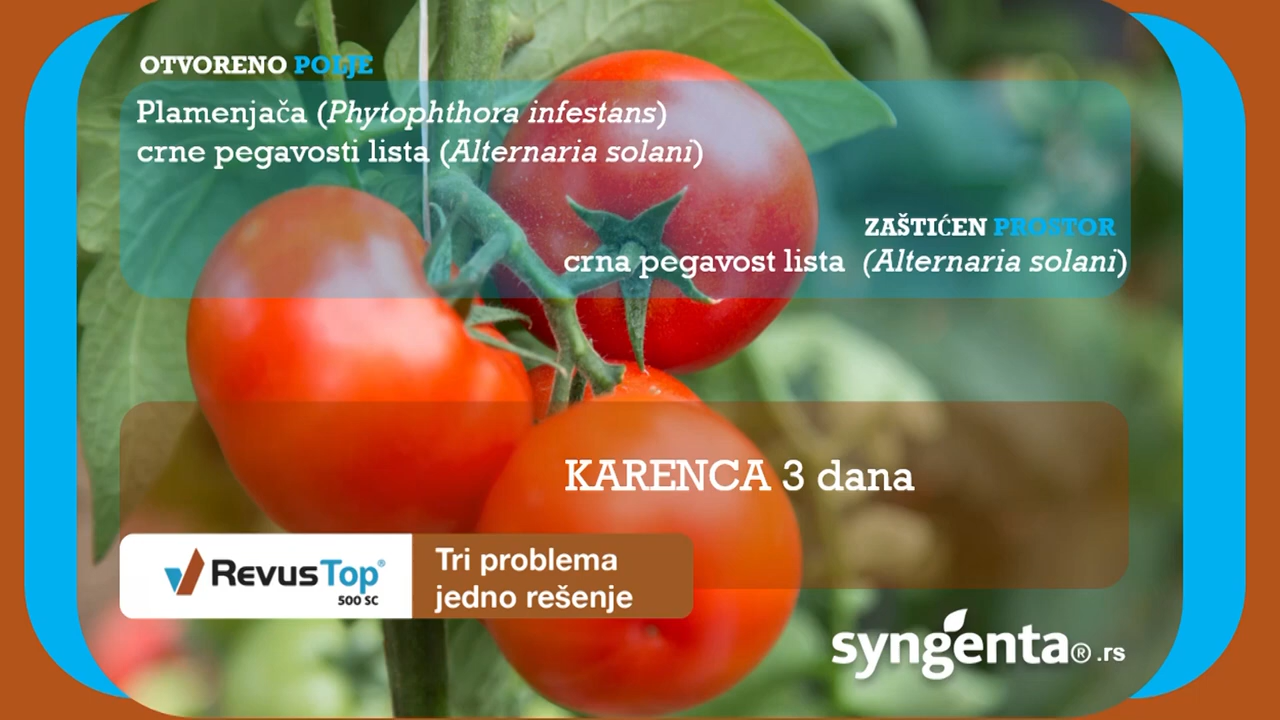 OTVORENO POLJE
Plamenjača (Phytophthora infestans)
crne pegavosti lista (Alternaria solani)
ZAŠTIĆEN PROSTOR
crna pegavost lista (Alternaria solani)
KARENCA 3 dana
RevusTop®
500 SC
Tri problema
jedno rešenje
syngenta® .rs